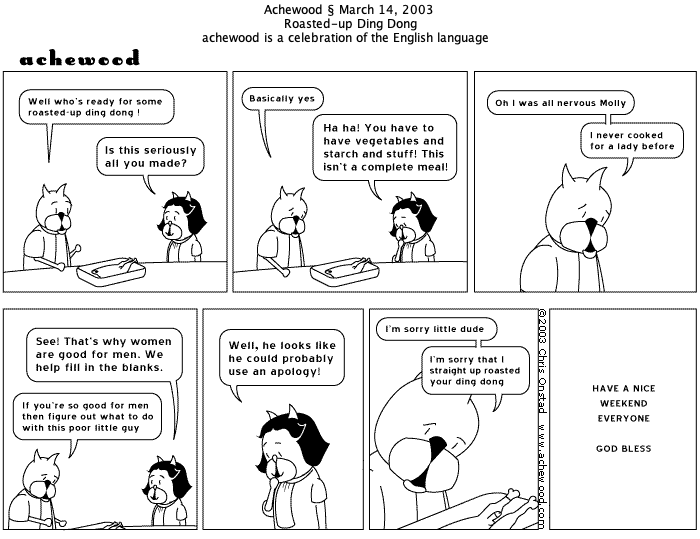 Achewood § March 14, 2003
Roasted-up Ding Dong
achewood is a celebration of the English language
achewood
Well who's ready for some
roasted-up ding dong !
Is this seriously
all you made?
Basically yes
Ha ha! You have to
have vegetables and
starch and stuff! This
isn't a complete meal!
Oh I was all nervous Molly
I never cooked
for a lady before
See! That's why women
are good for men. We
help fill in the blanks.
If you're so good for men
then figure out what to do
with this poor little guy
Well, he looks like
he could probably
use an apology!
I'm sorry little dude
I'm sorry that I
straight up roasted
your ding dong
©2003 Chris Onstad www.achewood.com
HAVE A NICE
WEEKEND
EVERYONE
GOD BLESS